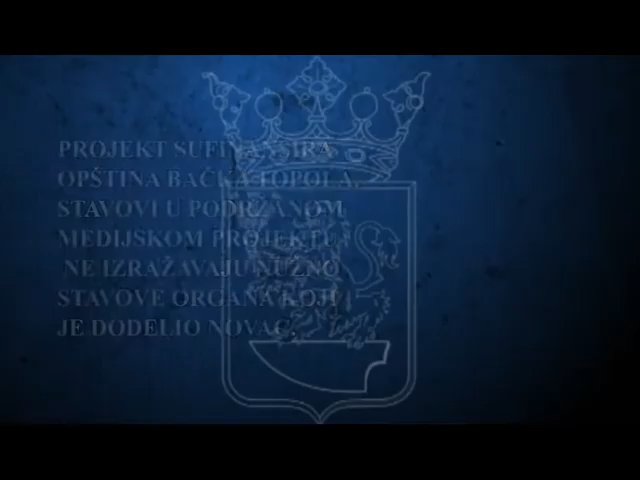 PROJEKT SUFINANSIRA
OPŠTINA BAČKA TOPOLA.
STAVOVI U PODRŽANOM
MEDIJSKOM PROJEKTU
NE IZRAŽAVAJU NUŽNO
STAVOVE ORGANA KOJI
JE DODELIO NOVAC.